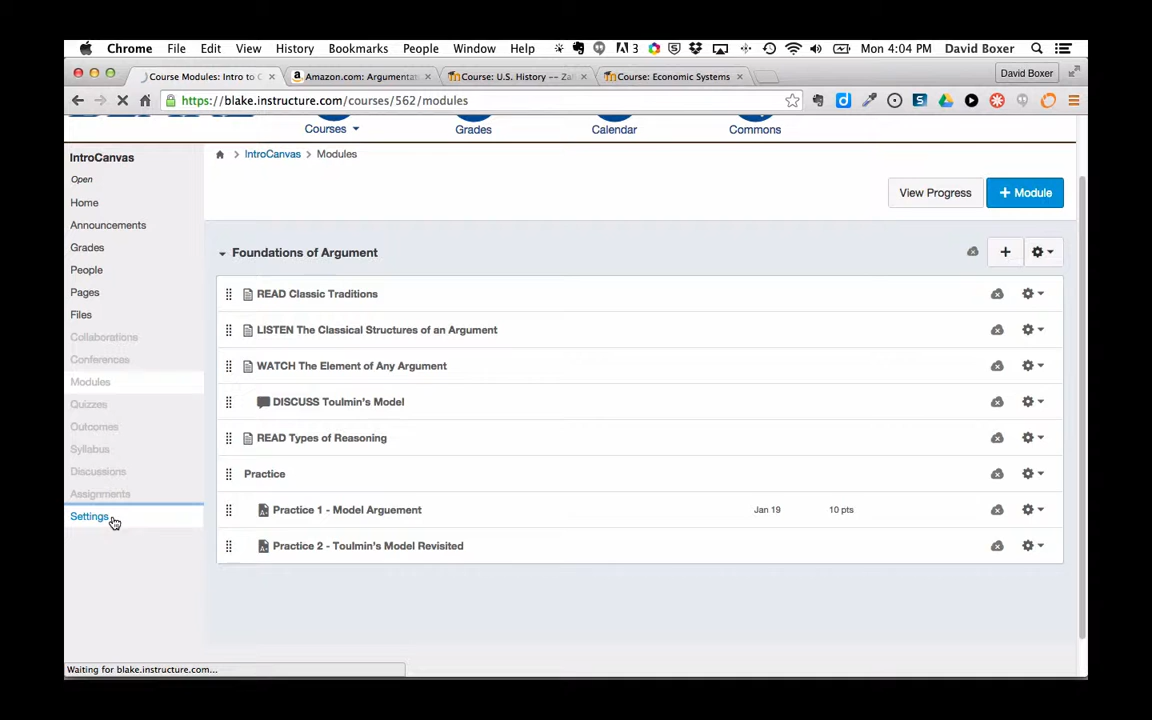 Chrome File Edit View History Bookmarks People Window Help 3 Mon 4:04 PM David Boxer
Course Modules: Intro to C Amazon.com: Argumentat Course: U.S. History -- Za Course: Economic Systems David Boxer
https://blake.instructure.com/courses/562/modules
Courses Grades Calendar Commons
IntroCanvas
IntroCanvas > Modules
Open
Home
Announcements
Grades
People
Pages
Files
Collaborations
Conferences
Modules
Quizzes
Outcomes
Syllabus
Discussions
Assignments
Settings
View Progress + Module
Foundations of Argument
READ Classic Traditions
LISTEN The Classical Structures of an Argument
WATCH The Element of Any Argument
DISCUSS Toulmin's Model
READ Types of Reasoning
Practice
Practice 1 - Model Arguement Jan 19 10 pts
Practice 2 - Toulmin's Model Revisited
Waiting for blake.instructure.com...